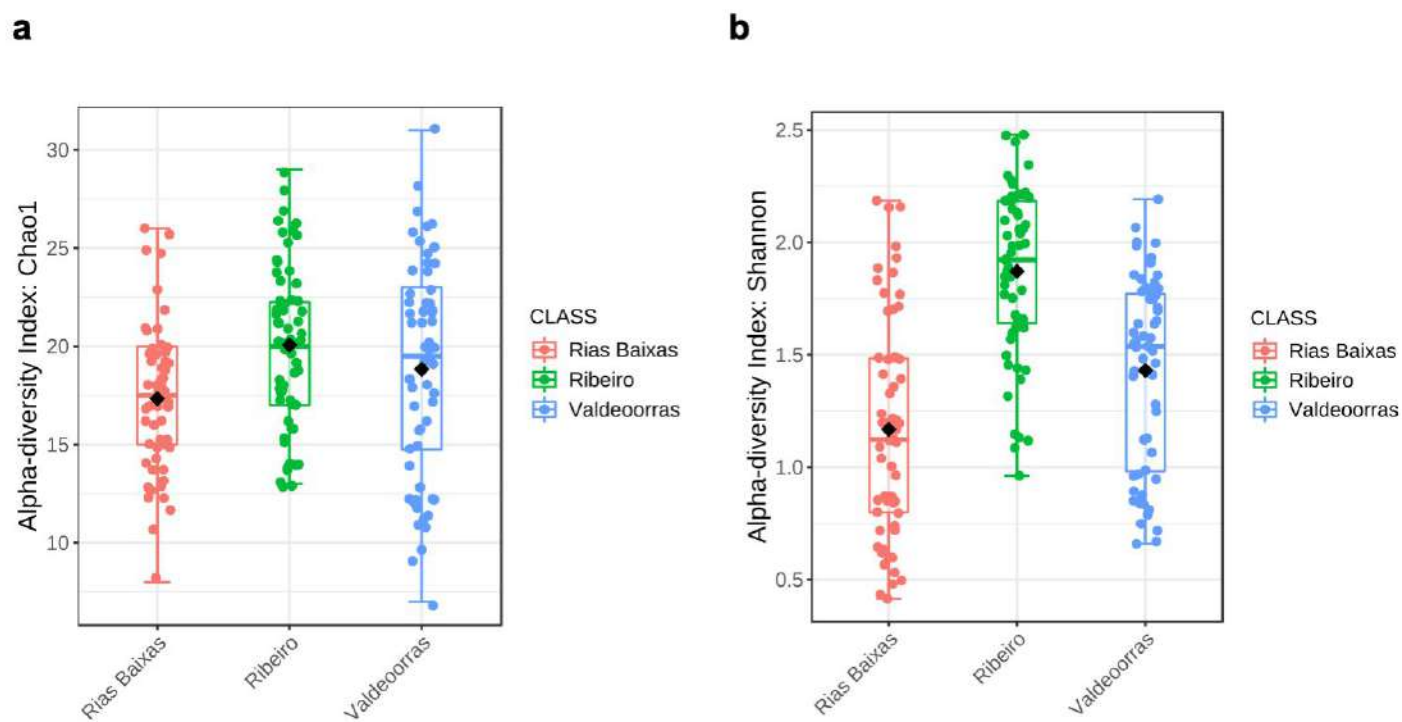 a
Alpha-diversity Index: Chao1
30
25
20
15
10
Rias Baixas
Ribeiro
Valdeoorras
CLASS
Rias Baixas
Ribeiro
Valdeoorras
b
Alpha-diversity Index: Shannon
2.5
2.0
1.5
1.0
0.5
Rias Baixas
Ribeiro
Valdeoorras
CLASS
Rias Baixas
Ribeiro
Valdeoorras